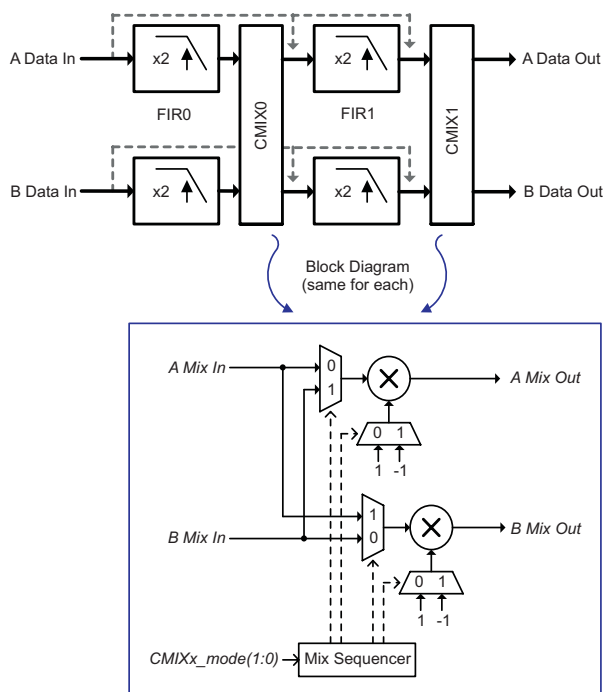 A Data In
x2
FIR0
CMIX0
x2
FIR1
CMIX1
A Data Out
B Data In
x2
x2
B Data Out
Block Diagram
(same for each)
A Mix In
0
1
A Mix Out
0 1
1 -1
B Mix In
1
0
B Mix Out
0 1
1 -1
CMIXx_mode(1:0)
Mix Sequencer